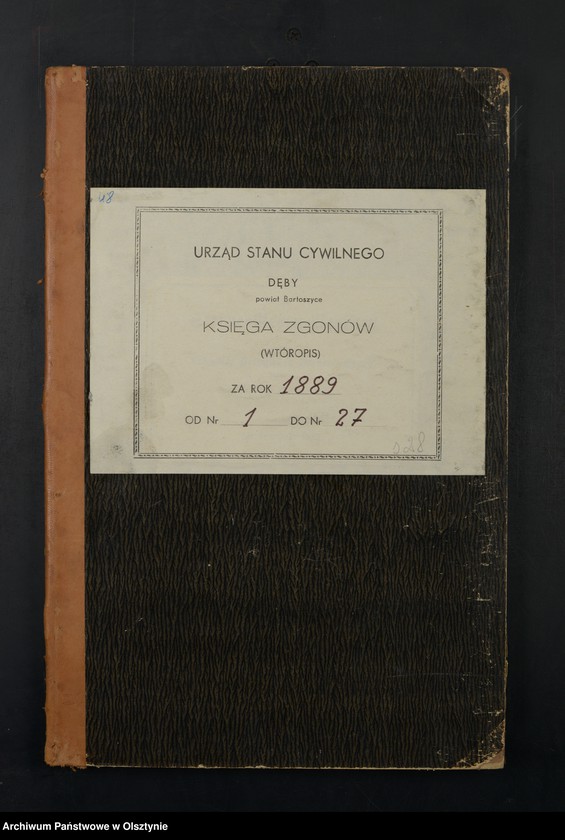 48
URZĄD STANU CYWILNEGO
DĘBY
powiat Bartoszyce
KSIĘGA ZGONÓW
(WTÓROPIS)
ZA ROK 1889
OD Nr 1 DO Nr 27
Archiwum Państwowe w Olsztynie